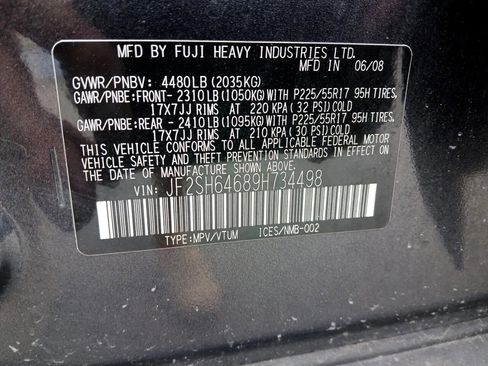 MFD BY FUJI HEAVY INDUSTRIES LTD.
IN 06/08
GVWR/PNBV: 4480LB (2035KG)
GAWR/PNBE:FRONT- 2310LB (1050KG) WITH P225/55R17 95H TIRES,
17X7JJ RIMS AT 220 KPA ( 32 PSI) COLD
GAWR/PNBE:REAR - 2410LB (1095KG) WITH P225/55R17 95H TIRES,
17X7JJ RIMS AT 210 KPA ( 30 PSI) COLD
THIS VEHICLE CONFORMS TO ALL APPLICABLE FEDERAL MOTOR
VEHICLE SAFETY AND THEFT PREVENTION STANDARDS IN EFFECT ON
THE DATE OF MANUFACTURE SHOWN ABOVE.
VIN: JF2SH64689H734498
TYPE:MPV/VTUM ICES/NMB-002